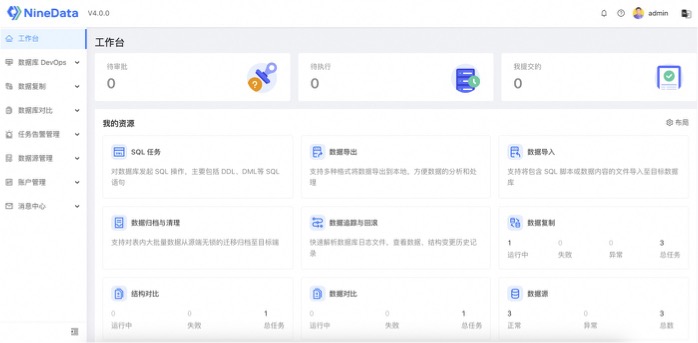 NineData V4.0.0
admin
工作台
数据库 DevOps
数据复制
数据库对比
任务告警管理
数据源管理
账户管理
消息中心
工作台
待审批
0
待执行
0
我提交的
0
我的资源
布局
SQL 任务
对数据库发起 SQL 操作，主要包括 DDL、DML等 SQL
语句
数据导出
支持多种格式将数据导出到本地，方便数据的分析和处
理
数据导入
支持将包含 SQL 脚本或数据内容的文件导入至目标数据
库
数据归档与清理
支持对表内大批量数据从源端无锁的迁移归档至目标端
数据追踪与回滚
快速解析数据库日志文件，查看数据、结构变更历史记
录
数据复制
1 0 0 3
运行中 失败 异常 总任务
结构对比
0 0 1
运行中 失败 总任务
数据对比
0 0 1
运行中 失败 总任务
数据源
3 0 3
正常 异常 总数